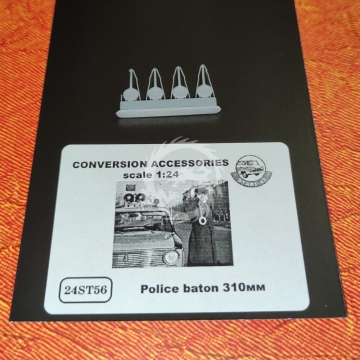 CONVERSION ACCESSORIES
scale 1:24
24ST56
Police baton 310мм